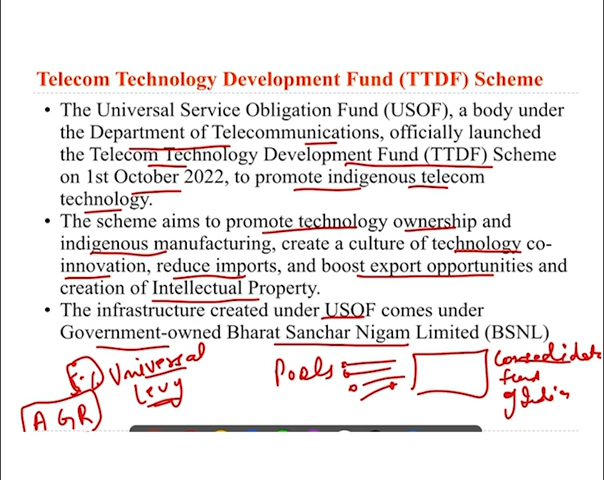 Telecom Technology Development Fund (TTDF) Scheme
• The Universal Service Obligation Fund (USOF), a body under
the Department of Telecommunications, officially launched
the Telecom Technology Development Fund (TTDF) Scheme
on 1st October 2022, to promote indigenous telecom
technology.
• The scheme aims to promote technology ownership and
indigenous manufacturing, create a culture of technology co-
innovation, reduce imports, and boost export opportunities and
creation of Intellectual Property.
• The infrastructure created under USOF comes under
Government-owned Bharat Sanchar Nigam Limited (BSNL)
Universal
Levy
AGR
Pools
fund
of India